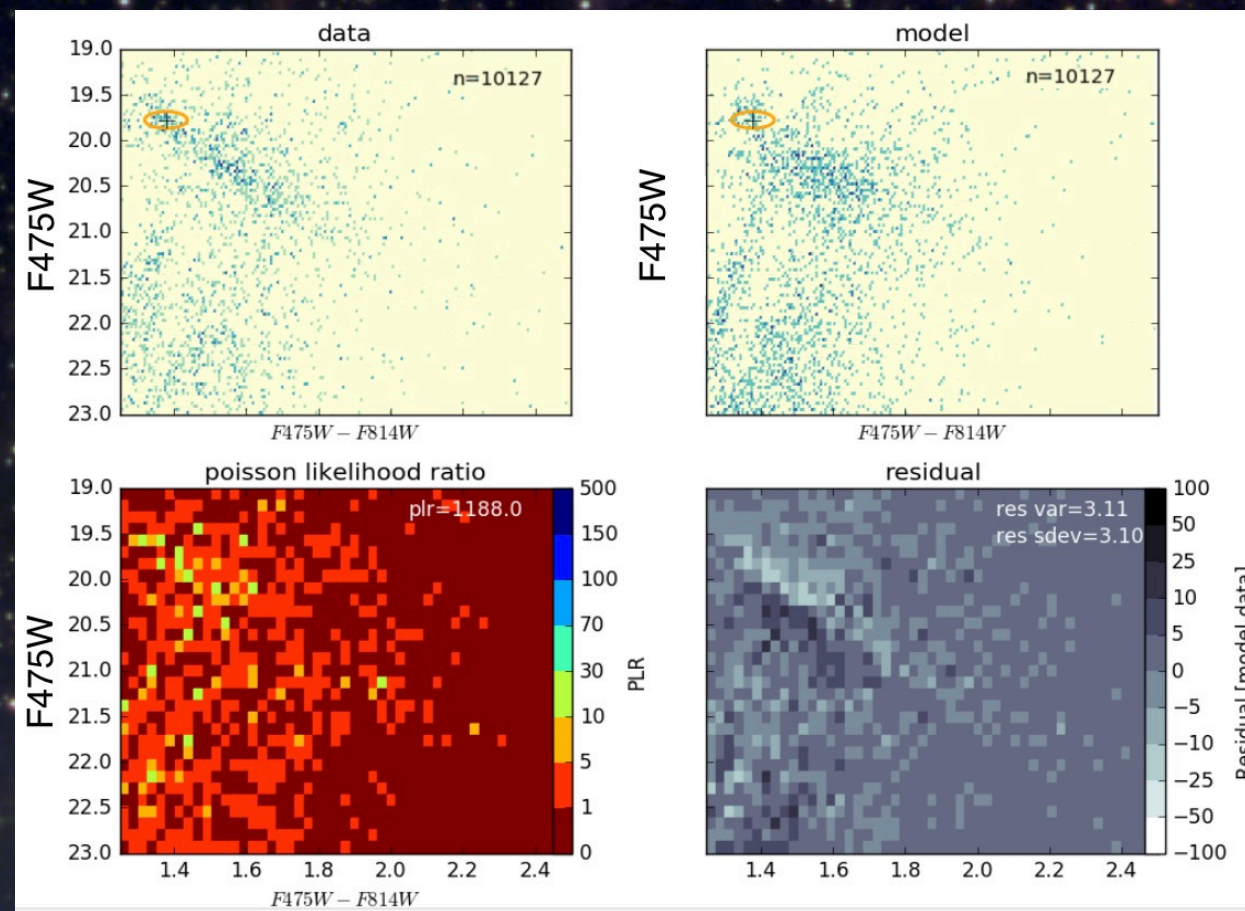 data
n=10127
19.0
19.5
20.0
20.5
21.0
21.5
22.0
22.5
23.0
F475W
F475W − F814W
model
n=10127
F475W
F475W − F814W
poisson likelihood ratio
plr=1188.0
19.0
19.5
20.0
20.5
21.0
21.5
22.0
22.5
23.0
F475W
1.4 1.6 1.8 2.0 2.2 2.4
F475W − F814W
500
150
100
70
30
10
5
1
0
PLR
residual
res var=3.11
res sdev=3.10
1.4 1.6 1.8 2.0 2.2 2.4
100
50
25
10
5
0
−5
−10
−25
−50
−100
Residual [model-data]